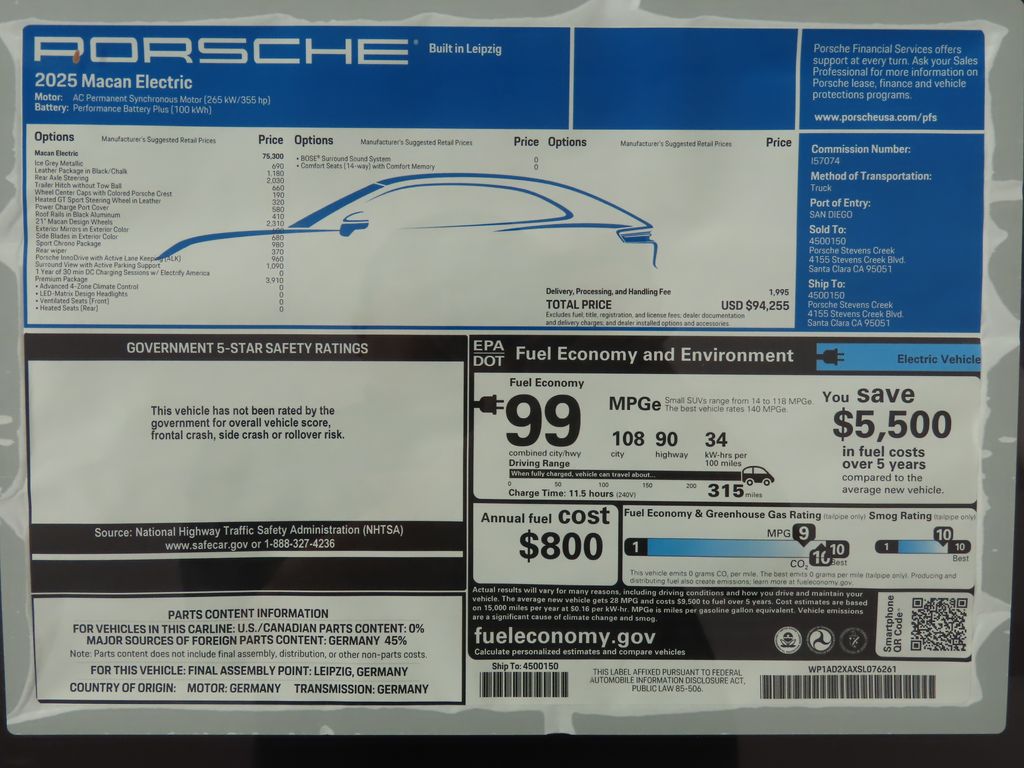 PORSCHE® Built in Leipzig
2025 Macan Electric
Motor: AC Permanent Synchronous Motor (265 kW/355 hp)
Battery: Performance Battery Plus (100 kWh)
Porsche Financial Services offers
support at every turn. Ask your Sales
Professional for more information on
Porsche lease, finance and vehicle
protections programs.
www.porscheusa.com/pfs
Options Manufacturer's Suggested Retail Prices Price
Macan Electric 75,300
Ice Grey Metallic 690
Leather Package in Black/Chalk 1,180
Rear Axle Steering 2,030
Trailer Hitch without Tow Ball 660
Wheel Center Caps with Colored Porsche Crest 190
Heated GT Sport Steering Wheel in Leather 320
Power Charge Port Cover 580
Roof Rails in Black Aluminum 410
21" Macan Design Wheels 2,310
Exterior Mirrors in Exterior Color
Side Blades in Exterior Color 680
Sport Chrono Package 980
Rear wiper 370
Porsche InnoDrive with Active Lane Keeping (ALK) 960
Surround View with Active Parking Support 1,090
1 Year of 30 min DC Charging Sessions w/ Electrify America 0
Premium Package 3,910
• Advanced 4-Zone Climate Control 0
• LED-Matrix Design Headlights 0
• Ventilated Seats (Front) 0
• Heated Seats (Rear) 0
Options Manufacturer's Suggested Retail Prices Price
• BOSE® Surround Sound System 0
• Comfort Seats (14-way) with Comfort Memory 0
Options Manufacturer's Suggested Retail Prices Price
Delivery, Processing, and Handling Fee 1,995
TOTAL PRICE USD $94,255
Excludes fuel, title, registration, and license fees; dealer documentation
and delivery charges; and dealer installed options and accessories.
Commission Number:
I57074
Method of Transportation:
Truck
Port of Entry:
SAN DIEGO
Sold To:
4500150
Porsche Stevens Creek
4155 Stevens Creek Blvd.
Santa Clara CA 95051
Ship To:
4500150
Porsche Stevens Creek
4155 Stevens Creek Blvd.
Santa Clara CA 95051
GOVERNMENT 5-STAR SAFETY RATINGS
This vehicle has not been rated by the
government for overall vehicle score,
frontal crash, side crash or rollover risk.
Source: National Highway Traffic Safety Administration (NHTSA)
www.safecar.gov or 1-888-327-4236
PARTS CONTENT INFORMATION
FOR VEHICLES IN THIS CARLINE: U.S./CANADIAN PARTS CONTENT: 0%
MAJOR SOURCES OF FOREIGN PARTS CONTENT: GERMANY 45%
Note: Parts content does not include final assembly, distribution, or other non-parts costs.
FOR THIS VEHICLE: FINAL ASSEMBLY POINT: LEIPZIG, GERMANY
COUNTRY OF ORIGIN: MOTOR: GERMANY TRANSMISSION: GERMANY
EPA
DOT
Fuel Economy and Environment
Electric Vehicle
Fuel Economy
99
MPGe
Small SUVs range from 14 to 118 MPGe.
The best vehicle rates 140 MPGe.
108 90 34
city highway kW-hrs per
100 miles
combined city/hwy
Driving Range
When fully charged, vehicle can travel about...
0 50 100 150 200 315 miles
Charge Time: 11.5 hours (240V)
You save
$5,500
in fuel costs
over 5 years
compared to the
average new vehicle.
Annual fuel cost
$800
Fuel Economy & Greenhouse Gas Rating (tailpipe only) Smog Rating (tailpipe only)
MPG 9
1
10
Best
CO2 10
10
1 10
Best
This vehicle emits 0 grams CO2 per mile. The best emits 0 grams per mile (tailpipe only). Producing and
distributing fuel also create emissions; learn more at fueleconomy.gov.
Actual results will vary for many reasons, including driving conditions and how you drive and maintain your
vehicle. The average new vehicle gets 28 MPG and costs $9,500 to fuel over 5 years. Cost estimates are based
on 15,000 miles per year at $0.16 per kW-hr. MPGe is miles per gasoline gallon equivalent. Vehicle emissions
are a significant cause of climate change and smog.
fueleconomy.gov
Calculate personalized estimates and compare vehicles
Smartphone
QR Code™
Ship To: 4500150
THIS LABEL AFFIXED PURSUANT TO FEDERAL
AUTOMOBILE INFORMATION DISCLOSURE ACT,
PUBLIC LAW 85-506.
WP1AD2XAXSL076261